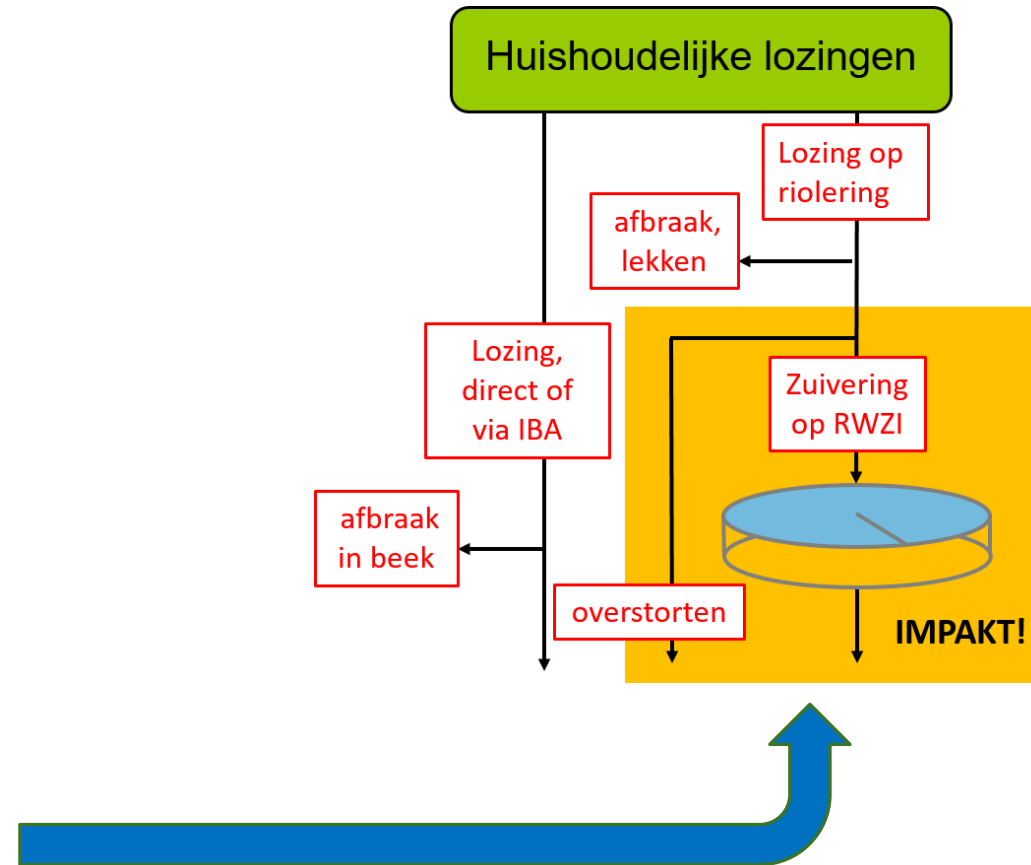 Huishoudelijke lozingen
Lozing op
riolering
afbraak,
lekken
Lozing,
direct of
via IBA
Zuivering
op RWZI
afbraak
in beek
overstorten
IMPAKT!